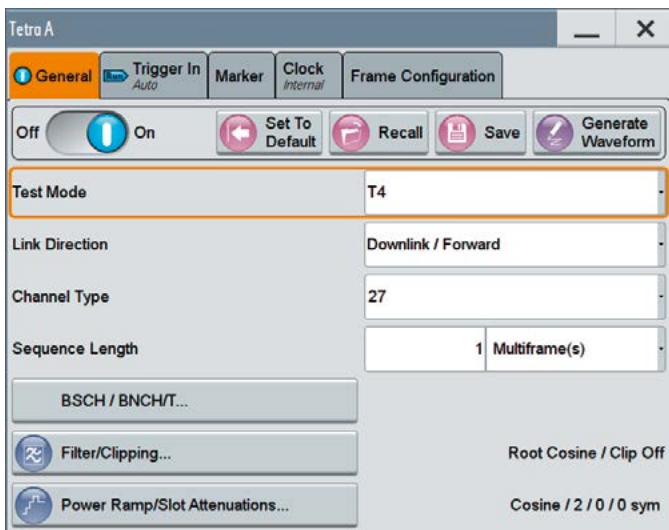 Tetra A
General
Run
Trigger In
Auto
Marker
Clock
Internal
Frame Configuration
Off
On
Set To
Default
Recall
Save
Generate
Waveform
Test Mode
T4
Link Direction
Downlink / Forward
Channel Type
27
Sequence Length
1
Multiframe(s)
BSCH / BNCH/T...
Filter/Clipping...
Root Cosine / Clip Off
Power Ramp/Slot Attenuations...
Cosine / 2 / 0 / 0 sym